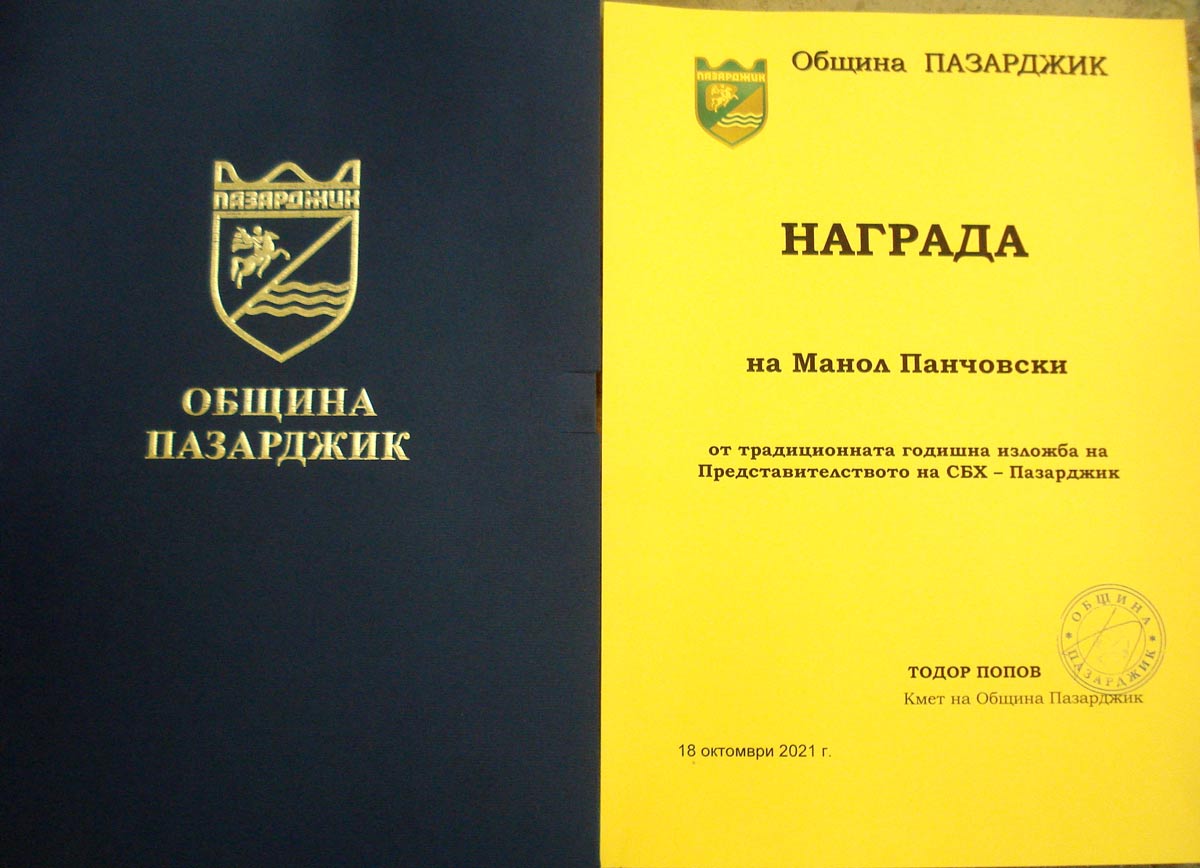 ПАЗАРДЖИК
ОБЩИНА
ПАЗАРДЖИК
ПАЗАРДЖИК
Община ПАЗАРДЖИК
НАГРАДА
на Манол Панчовски
от традиционната годишна изложба на
Представителството на СБХ – Пазарджик
ОБЩИНА
ПАЗАРДЖИК
ТОДОР ПОПОВ
Кмет на Община Пазарджик
18 октомври 2021 г.